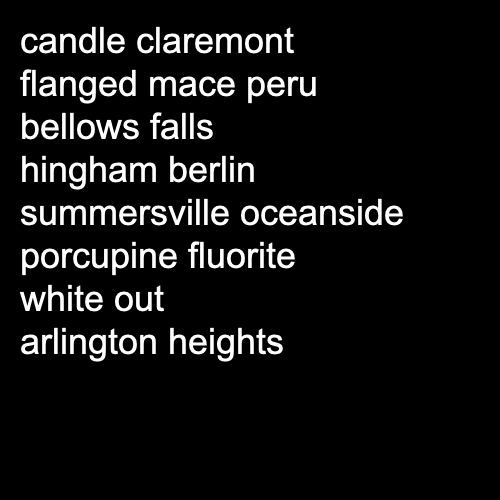 candle claremont
flanged mace peru
bellows falls
hingham berlin
summersville oceanside
porcupine fluorite
white out
arlington heights